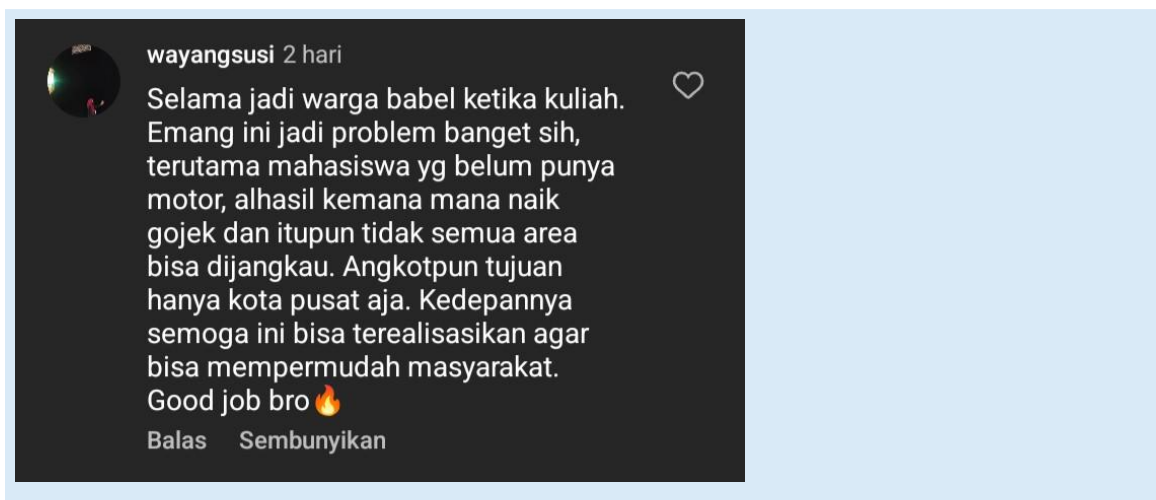 wayangsusi 2 hari
Selama jadi warga babel ketika kuliah.
Emang ini jadi problem banget sih,
terutama mahasiswa yg belum punya
motor, alhasil kemana mana naik
gojek dan itupun tidak semua area
bisa dijangkau. Angkotpun tujuan
hanya kota pusat aja. Kedepannya
semoga ini bisa terealisasikan agar
bisa mempermudah masyarakat.
Good job bro🔥
Balas Sembunyikan